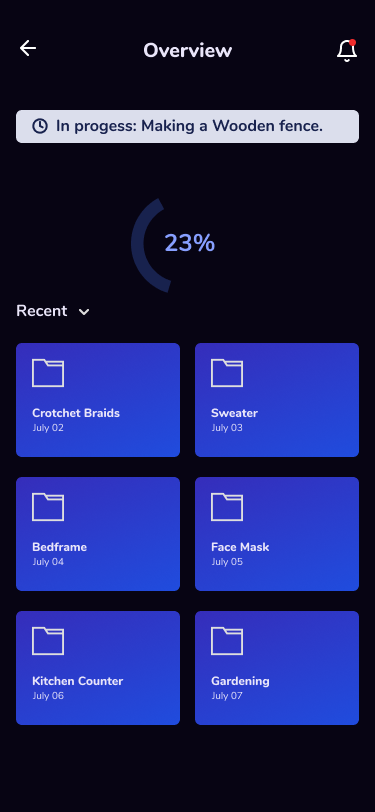 Overview
In progess: Making a Wooden fence.
23%
Recent
Crotchet Braids
July 02
Sweater
July 03
Bedframe
July 04
Face Mask
July 05
Kitchen Counter
July 06
Gardening
July 07